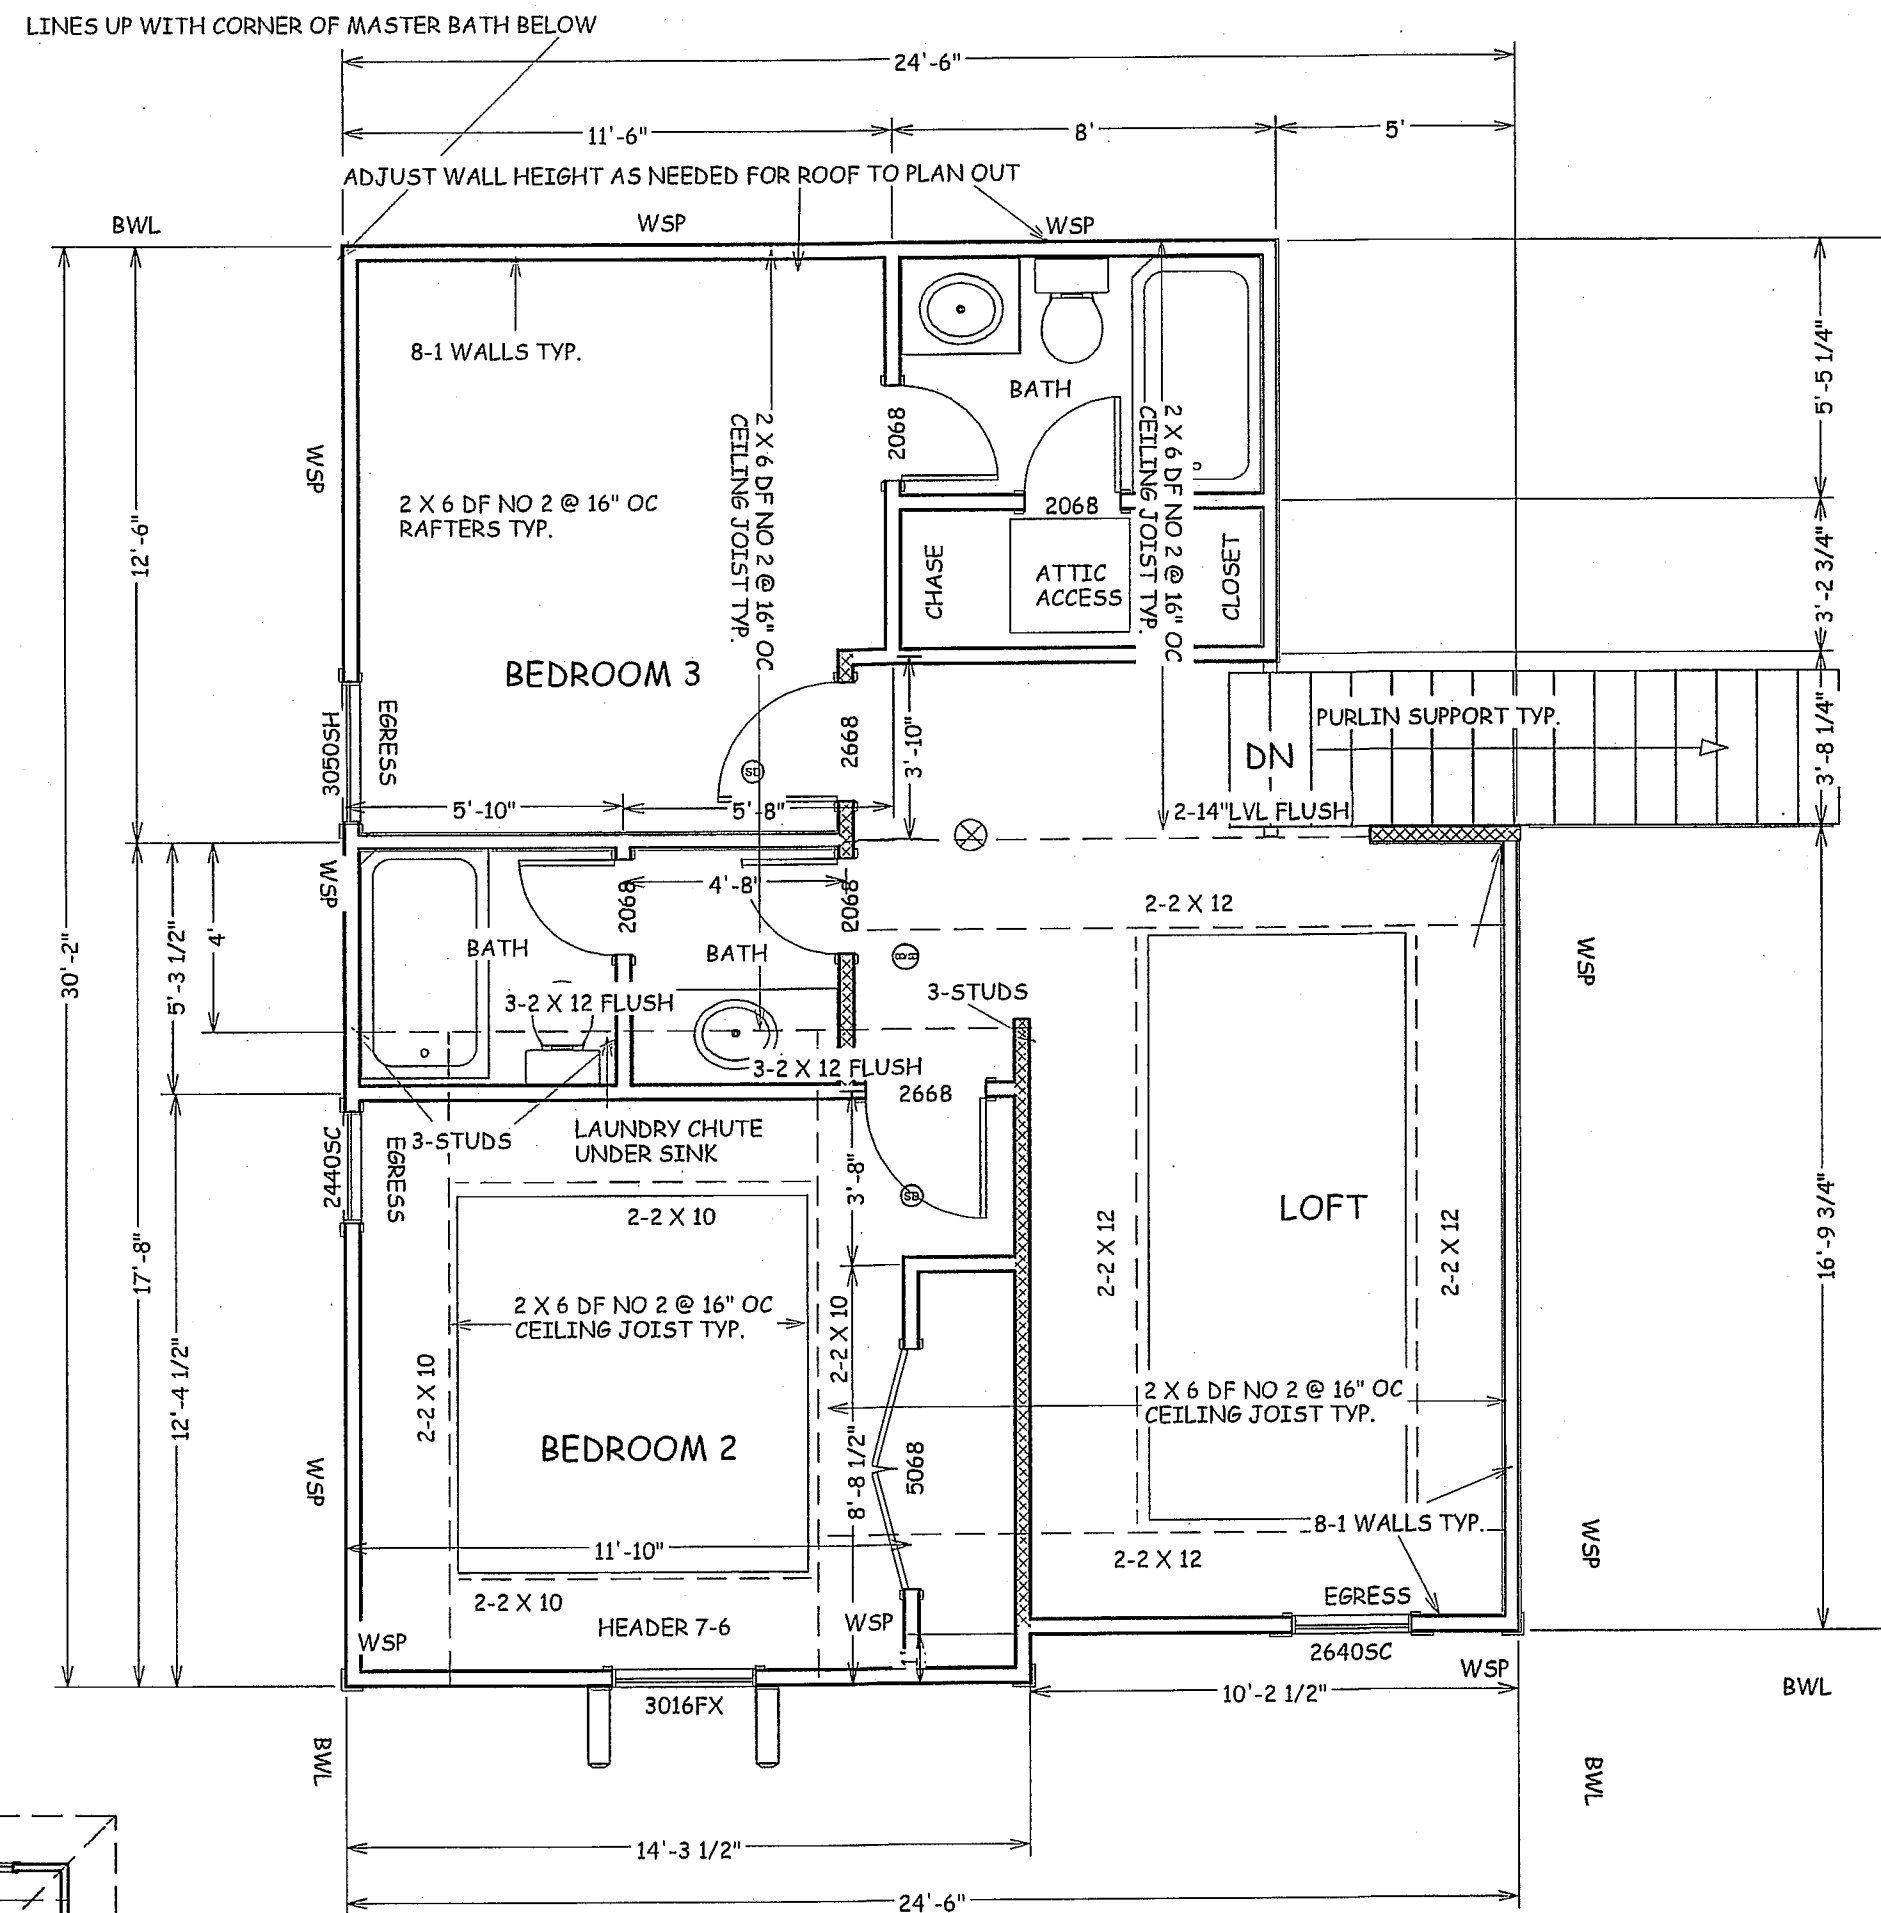 LINES UP WITH CORNER OF MASTER BATH BELOW
24'-6"
11'-6"
8'
5'
ADJUST WALL HEIGHT AS NEEDED FOR ROOF TO PLAN OUT
BWL
WSP
WSP
8-1 WALLS TYP.
BATH
2068
5'-5 1/4"
WSP
2 X 6 DF NO 2 @ 16" OC
RAFTERS TYP.
2 X 6 DF NO 2 @ 16" OC
CEILING JOIST TYP.
2 X 6 DF NO 2 @ 16" OC
CEILING JOIST TYP.
2068
12'-6"
CHASE
ATTIC
ACCESS
CLOSET
3'-2 3/4"
BEDROOM 3
3050SH
EGRESS
2668
3'-10"
PURLIN SUPPORT TYP.
DN
3'-8 1/4"
SD
5'-10"
5'-8"
2-14"LVL FLUSH
WSP
4'-8"
2068
2068
2-2 X 12
30'-2"
5'-3 1/2"
4'
BATH
BATH
WSP
3-2 X 12 FLUSH
3-STUDS
3-2 X 12 FLUSH
2668
3-STUDS
LAUNDRY CHUTE
UNDER SINK
2440SC
EGRESS
3'-8"
SD
2-2 X 10
LOFT
2-2 X 12
2-2 X 12
16'-9 3/4"
17'-8"
12'-4 1/2"
2 X 6 DF NO 2 @ 16" OC
CEILING JOIST TYP.
2-2 X 10
2-2 X 10
2 X 6 DF NO 2 @ 16" OC
CEILING JOIST TYP.
BEDROOM 2
8'-8 1/2"
5068
WSP
8-1 WALLS TYP.
WSP
11'-10"
2-2 X 12
2-2 X 10
HEADER 7-6
WSP
WSP
1'
EGRESS
2640SC
WSP
3016FX
10'-2 1/2"
BWL
BWL
BWL
14'-3 1/2"
24'-6"